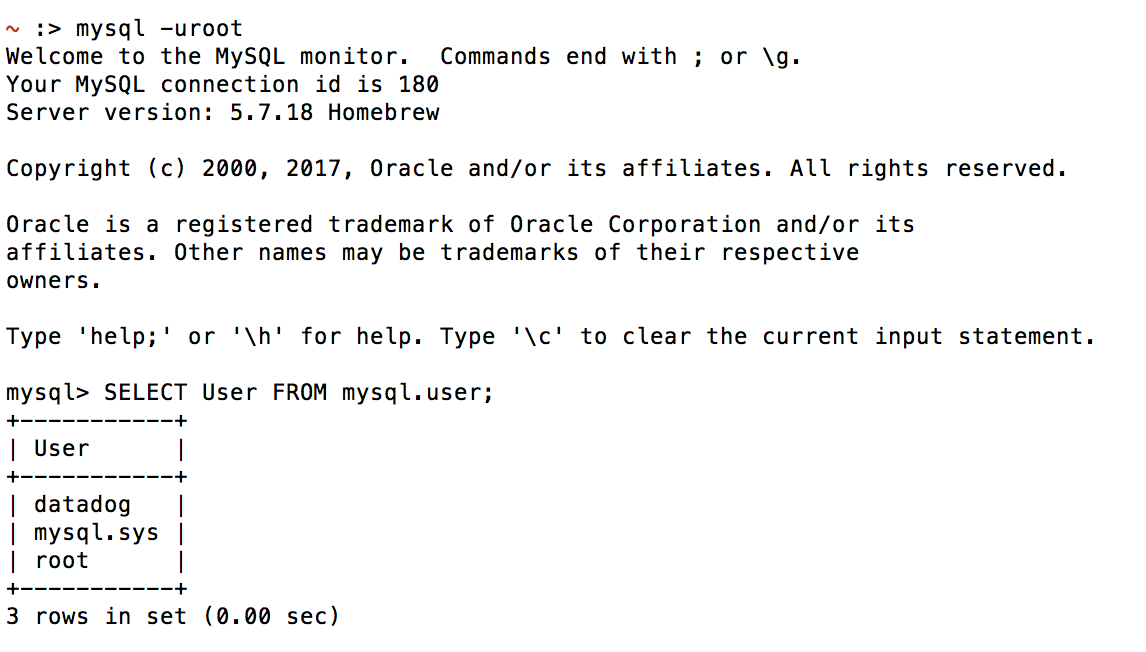 ~ :> mysql -uroot
Welcome to the MySQL monitor.  Commands end with ; or \g.
Your MySQL connection id is 180
Server version: 5.7.18 Homebrew

Copyright (c) 2000, 2017, Oracle and/or its affiliates. All rights reserved.

Oracle is a registered trademark of Oracle Corporation and/or its
affiliates. Other names may be trademarks of their respective
owners.

Type 'help;' or '\h' for help. Type '\c' to clear the current input statement.

mysql> SELECT User FROM mysql.user;
+-----------+
| User      |
+-----------+
| datadog   |
| mysql.sys |
| root      |
+-----------+
3 rows in set (0.00 sec)